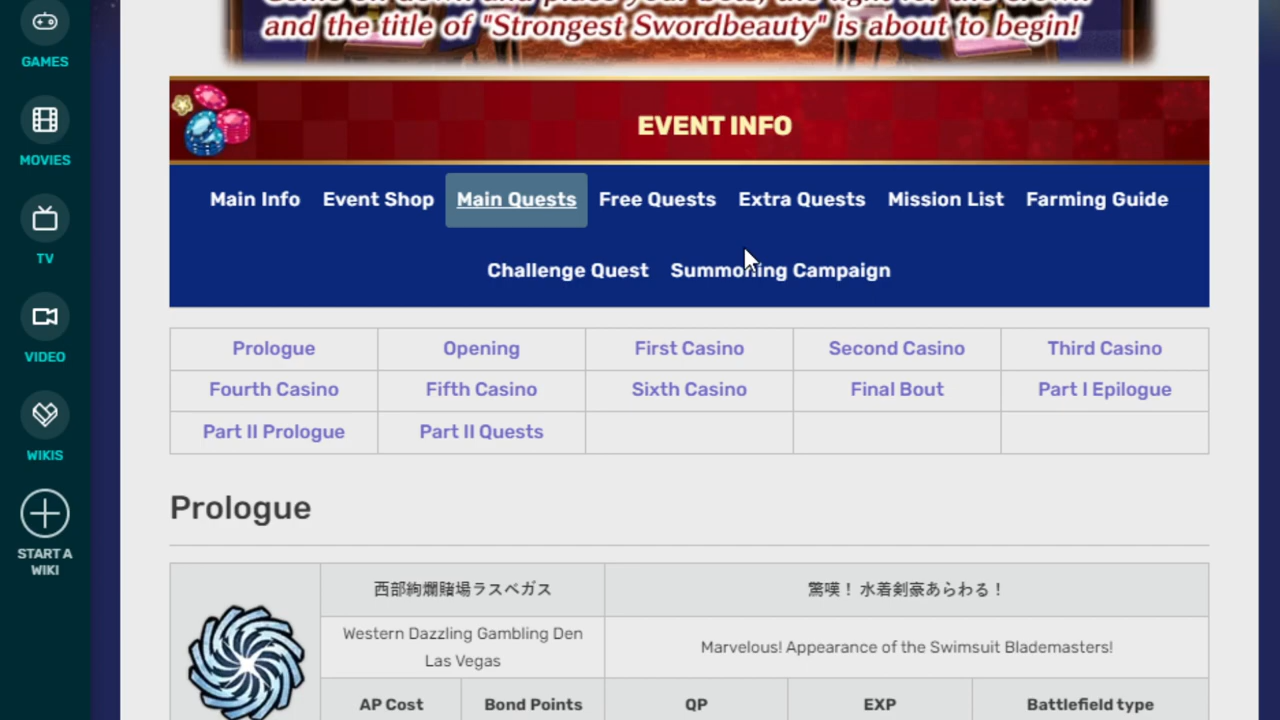 and the title of "Strongest Swordbeauty" is about to begin!
GAMES
MOVIES
TV
VIDEO
WIKIS
START A
WIKI
EVENT INFO
Main Info Event Shop Main Quests Free Quests Extra Quests Mission List Farming Guide
Challenge Quest Summoning Campaign
Prologue Opening First Casino Second Casino Third Casino
Fourth Casino Fifth Casino Sixth Casino Final Bout Part I Epilogue
Part II Prologue Part II Quests
Prologue
西部絢爛賭場ラスベガス 驚嘆！水着剣豪あらわる！
Western Dazzling Gambling Den
Las Vegas
Marvelous! Appearance of the Swimsuit Blademasters!
AP Cost Bond Points QP EXP Battlefield type